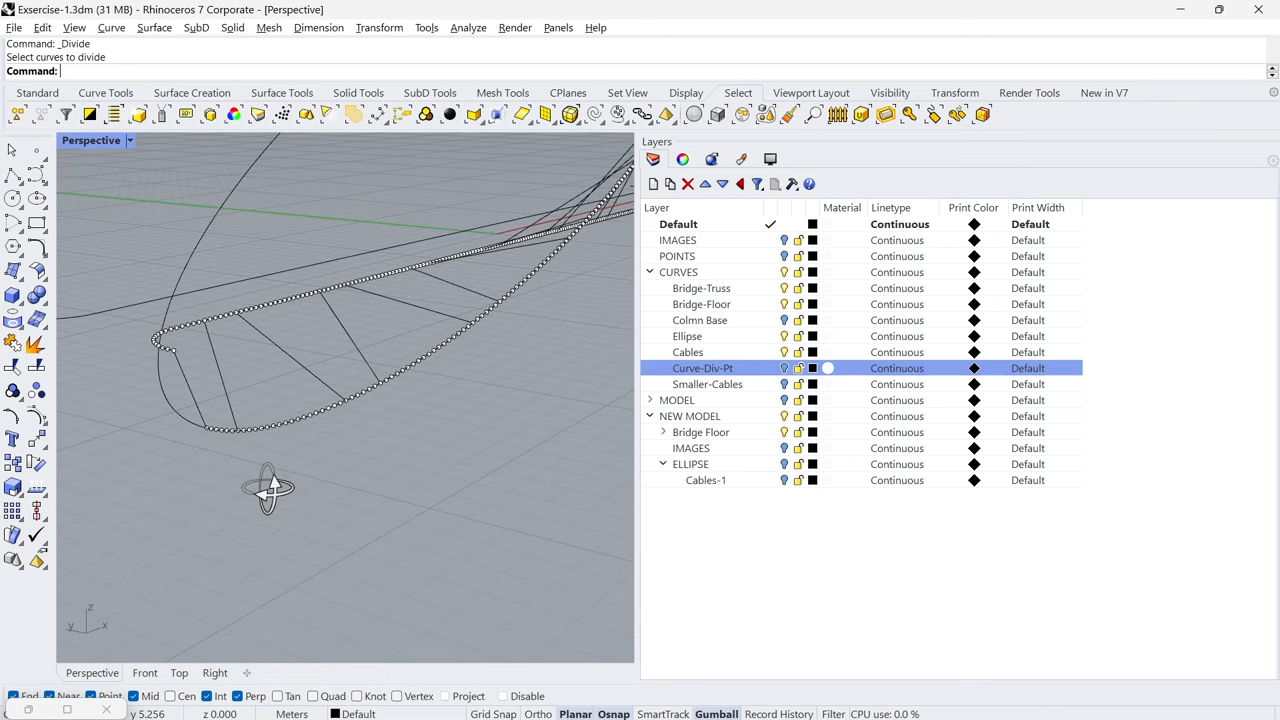 Exsercise-1.3dm (31 MB) - Rhinoceros 7 Corporate - [Perspective]
File Edit View Curve Surface SubD Solid Mesh Dimension Transform Tools Analyze Render Panels Help
Command: _Divide
Select curves to divide
Command:
Standard Curve Tools Surface Creation Surface Tools Solid Tools SubD Tools Mesh Tools CPlanes Set View Display Select Viewport Layout Visibility Transform Render Tools New in V7
Perspective
Layers
Layer Material Linetype Print Color Print Width
Default Continuous Default
IMAGES Continuous Default
POINTS Continuous Default
CURVES Continuous Default
Bridge-Truss Continuous Default
Bridge-Floor Continuous Default
Colmn Base Continuous Default
Ellipse Continuous Default
Cables Continuous Default
Curve-Div-Pt Continuous Default
Smaller-Cables Continuous Default
MODEL Continuous Default
NEW MODEL Continuous Default
Bridge Floor Continuous Default
IMAGES Continuous Default
ELLIPSE Continuous Default
Cables-1 Continuous Default
z
y x
Perspective Front Top Right
End Near Point Mid Cen Int Perp Tan Quad Knot Vertex Project Disable
y 5.256 z 0.000 Meters Default Grid Snap Ortho Planar Osnap SmartTrack Gumball Record History Filter CPU use: 0.0 %